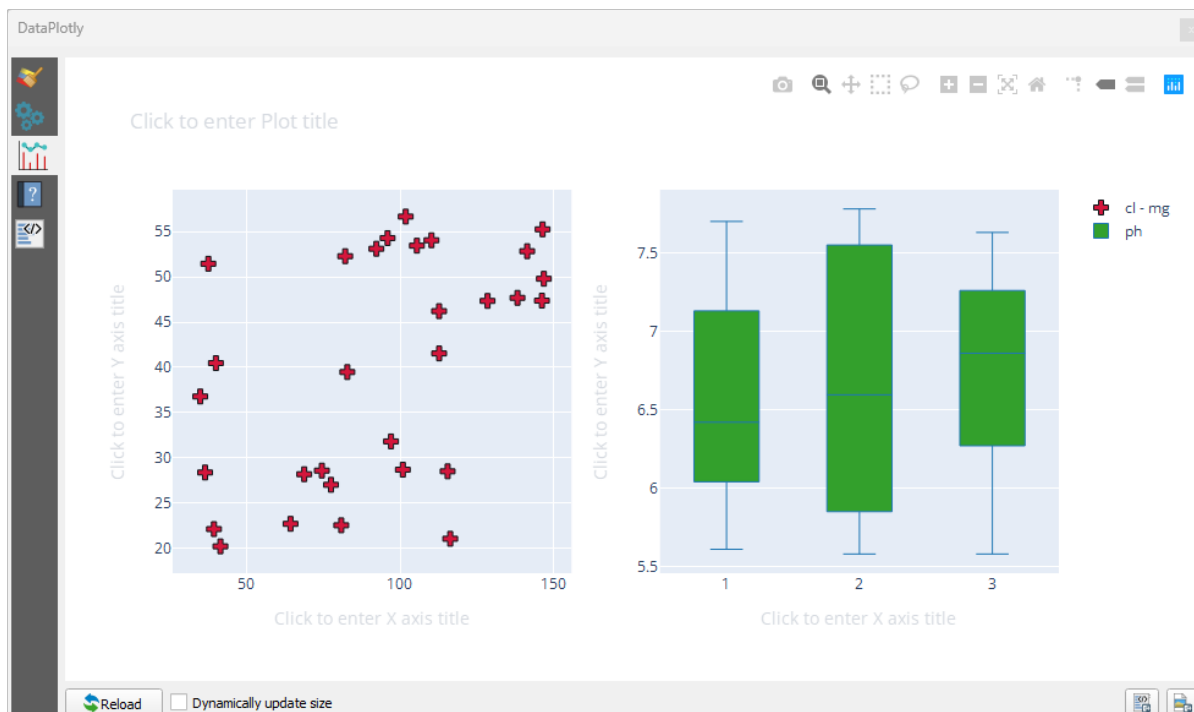 DataPlotly
Click to enter Plot title
55
50
45
40
35
30
25
20
50
100
150
Click to enter Y axis title
Click to enter X axis title
7.5
7
6.5
6
5.5
1
2
3
Click to enter Y axis title
Click to enter X axis title
cl - mg
ph
Reload
Dynamically update size